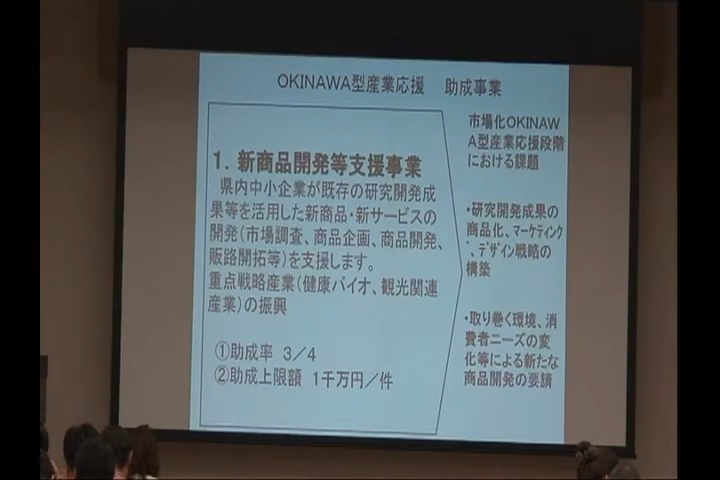 OKINAWA型産業応援　助成事業
1．新商品開発等支援事業
県内中小企業が既存の研究開発成
果等を活用した新商品・新サービスの
開発（市場調査、商品企画、商品開発、
販路開拓等）を支援します。
重点戦略産業（健康バイオ、観光関連
産業）の振興
①助成率　3／4
②助成上限額　1千万円／件
市場化OKINAW
A型産業応援段階
における課題
・研究開発成果の
商品化、マーケティング
、デザイン戦略の
構築
・取り巻く環境、消
費者ニーズの変
化等による新たな
商品開発の要請